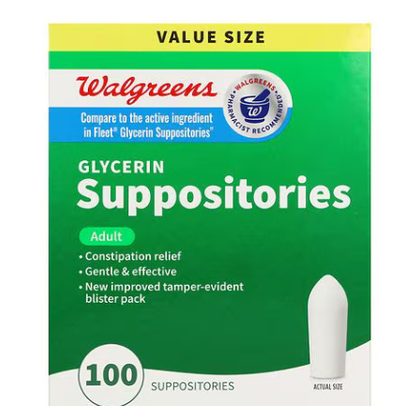 VALUE SIZE
Walgreens
WALGREENS
PHARMACIST RECOMMENDED
W
Compare to the active ingredient
in Fleet® Glycerin Suppositories*
GLYCERIN
Suppositories
Adult
• Constipation relief
• Gentle & effective
• New improved tamper-evident
blister pack
100 SUPPOSITORIES
ACTUAL SIZE